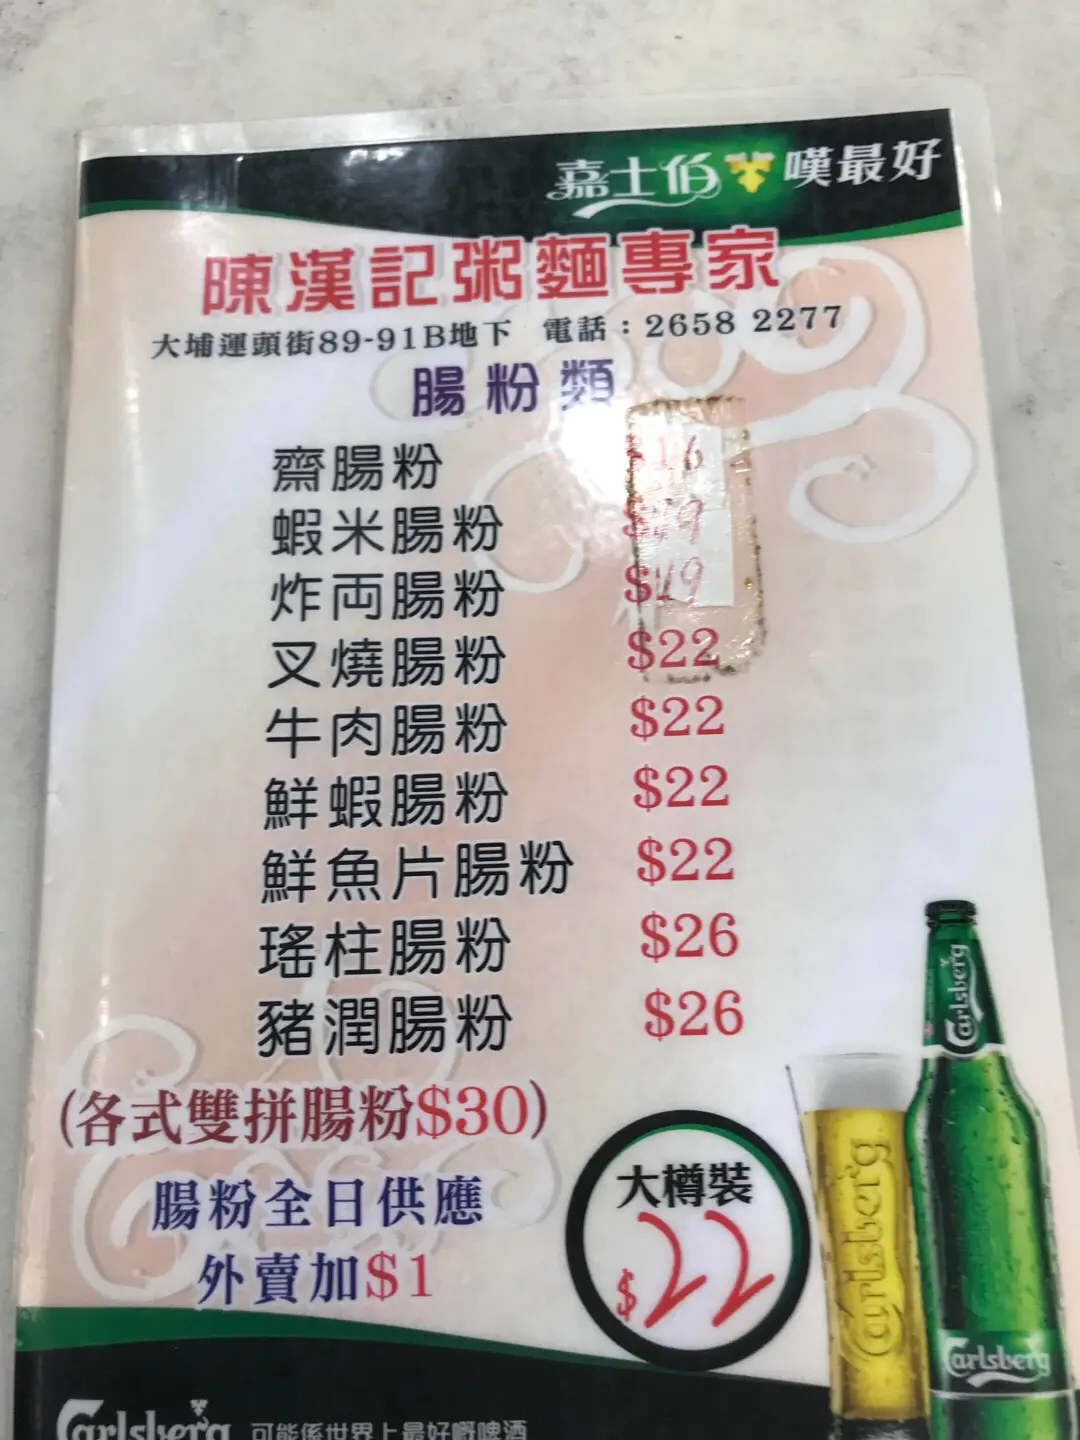 嘉士伯 嘆最好
陳漢記粥麵專家
大埔運頭街89-91B地下 電話：2658 2277
腸粉類
齋腸粉 16
蝦米腸粉 $19
炸両腸粉 $19
叉燒腸粉 $22
牛肉腸粉 $22
鮮蝦腸粉 $22
鮮魚片腸粉 $22
瑤柱腸粉 $26
豬潤腸粉 $26
(各式雙拼腸粉$30)
腸粉全日供應
外賣加$1
大樽裝
$
Carlsberg
Carlsberg
Carlsberg
Carlsberg 可能係世界上最好嘅啤酒